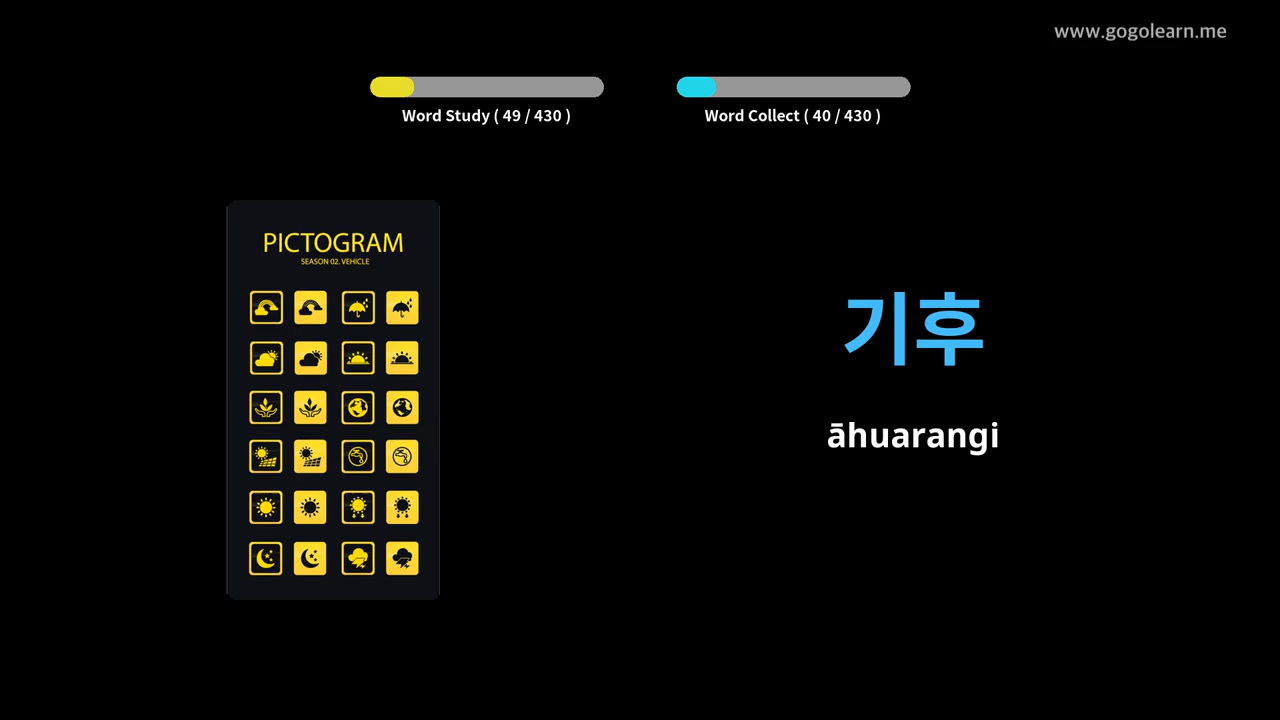 www.gogolearn.me
Word Study ( 49 / 430 )
Word Collect ( 40 / 430 )
PICTOGRAM
SEASON 02. VEHICLE
기후
āhuarangi